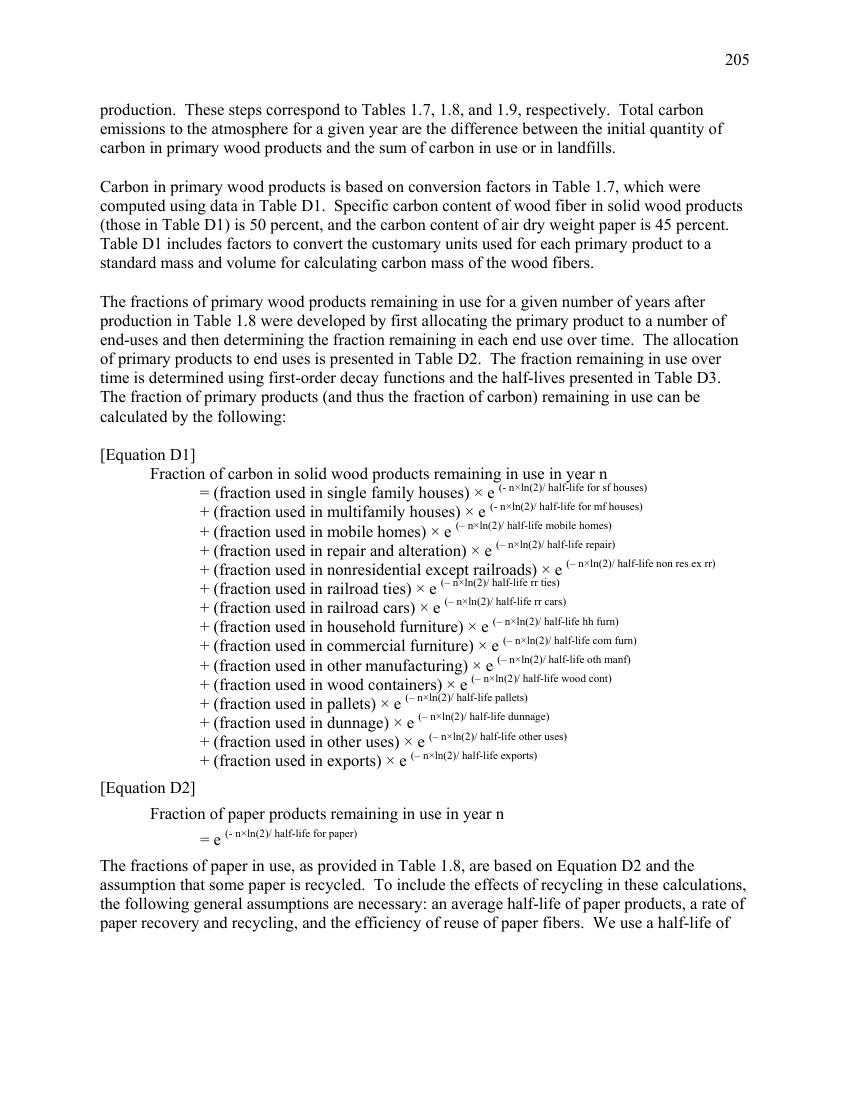 205
production.  These steps correspond to Tables 1.7, 1.8, and 1.9, respectively.  Total carbon
emissions to the atmosphere for a given year are the difference between the initial quantity of
carbon in primary wood products and the sum of carbon in use or in landfills.
Carbon in primary wood products is based on conversion factors in Table 1.7, which were
computed using data in Table D1.  Specific carbon content of wood fiber in solid wood products
(those in Table D1) is 50 percent, and the carbon content of air dry weight paper is 45 percent.
Table D1 includes factors to convert the customary units used for each primary product to a
standard mass and volume for calculating carbon mass of the wood fibers.
The fractions of primary wood products remaining in use for a given number of years after
production in Table 1.8 were developed by first allocating the primary product to a number of
end-uses and then determining the fraction remaining in each end use over time.  The allocation
of primary products to end uses is presented in Table D2.  The fraction remaining in use over
time is determined using first-order decay functions and the half-lives presented in Table D3.
The fraction of primary products (and thus the fraction of carbon) remaining in use can be
calculated by the following:
[Equation D1]
Fraction of carbon in solid wood products remaining in use in year n
= (fraction used in single family houses) × e (- n×ln(2)/ half-life for sf houses)
+ (fraction used in multifamily houses) × e (- n×ln(2)/ half-life for mf houses)
+ (fraction used in mobile homes) × e (– n×ln(2)/ half-life mobile homes)
+ (fraction used in repair and alteration) × e (– n×ln(2)/ half-life repair)
+ (fraction used in nonresidential except railroads) × e (– n×ln(2)/ half-life non res ex rr)
+ (fraction used in railroad ties) × e (– n×ln(2)/ half-life rr ties)
+ (fraction used in railroad cars) × e (– n×ln(2)/ half-life rr cars)
+ (fraction used in household furniture) × e (– n×ln(2)/ half-life hh furn)
+ (fraction used in commercial furniture) × e (– n×ln(2)/ half-life com furn)
+ (fraction used in other manufacturing) × e (– n×ln(2)/ half-life oth manf)
+ (fraction used in wood containers) × e (– n×ln(2)/ half-life wood cont)
+ (fraction used in pallets) × e (– n×ln(2)/ half-life pallets)
+ (fraction used in dunnage) × e (– n×ln(2)/ half-life dunnage)
+ (fraction used in other uses) × e (– n×ln(2)/ half-life other uses)
+ (fraction used in exports) × e (– n×ln(2)/ half-life exports)
[Equation D2]
Fraction of paper products remaining in use in year n
= e (- n×ln(2)/ half-life for paper)
The fractions of paper in use, as provided in Table 1.8, are based on Equation D2 and the
assumption that some paper is recycled.  To include the effects of recycling in these calculations,
the following general assumptions are necessary: an average half-life of paper products, a rate of
paper recovery and recycling, and the efficiency of reuse of paper fibers.  We use a half-life of